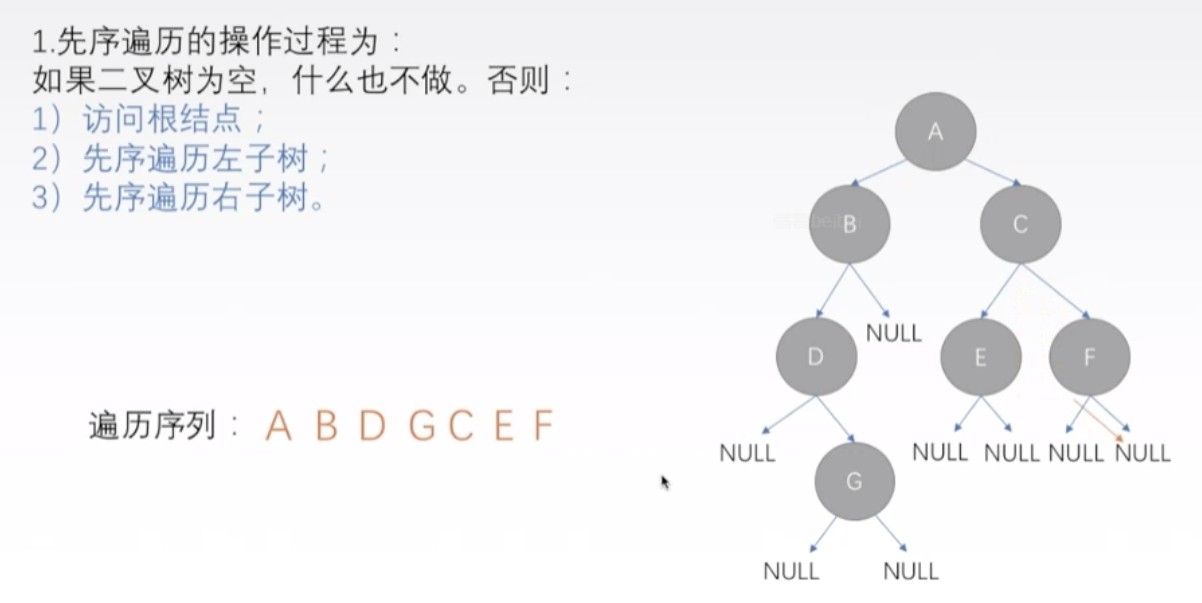 1.先序遍历的操作过程为：
如果二叉树为空，什么也不做。否则：
1）访问根结点；
2）先序遍历左子树；
3）先序遍历右子树。
A
B
C
NULL
D
E
F
遍历序列： A B D G C E F
NULL
NULL
NULL
NULL
NULL
G
NULL
NULL